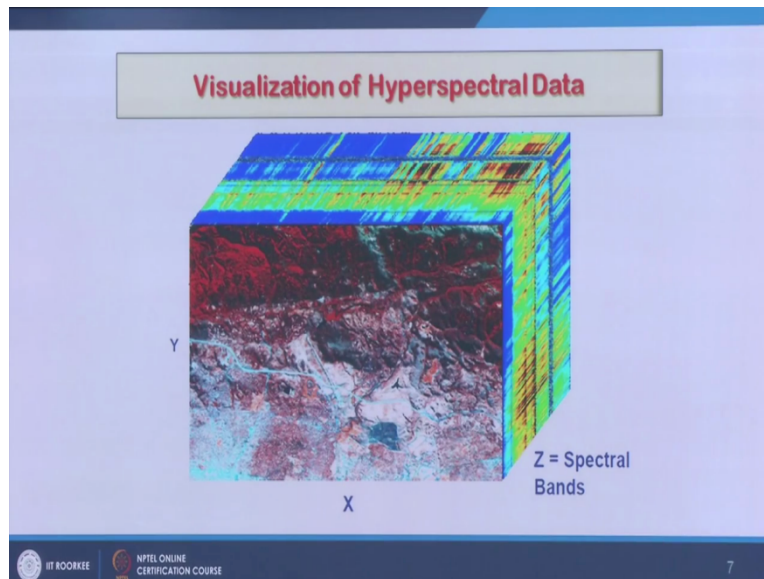 Visualization of Hyperspectral Data
Y
X
Z = Spectral
Bands
IIT ROORKEE
NPTEL ONLINE
CERTIFICATION COURSE
7